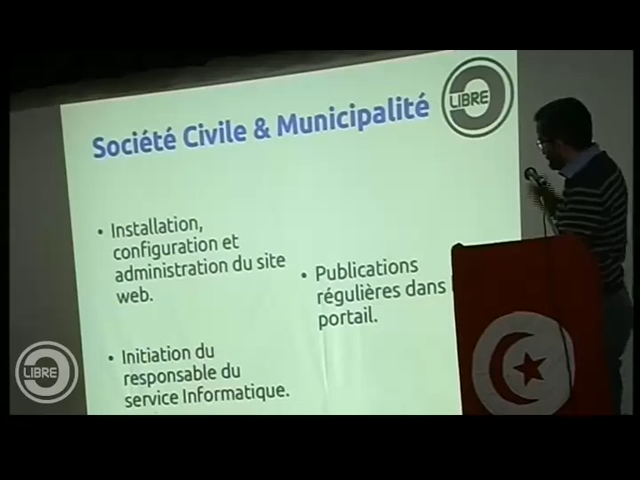 Société Civile & Municipalité
LIBRE
• Installation,
configuration et
administration du site
web.
• Publications
régulières dans
portail.
• Initiation du
responsable du
service Informatique.
LIBRE